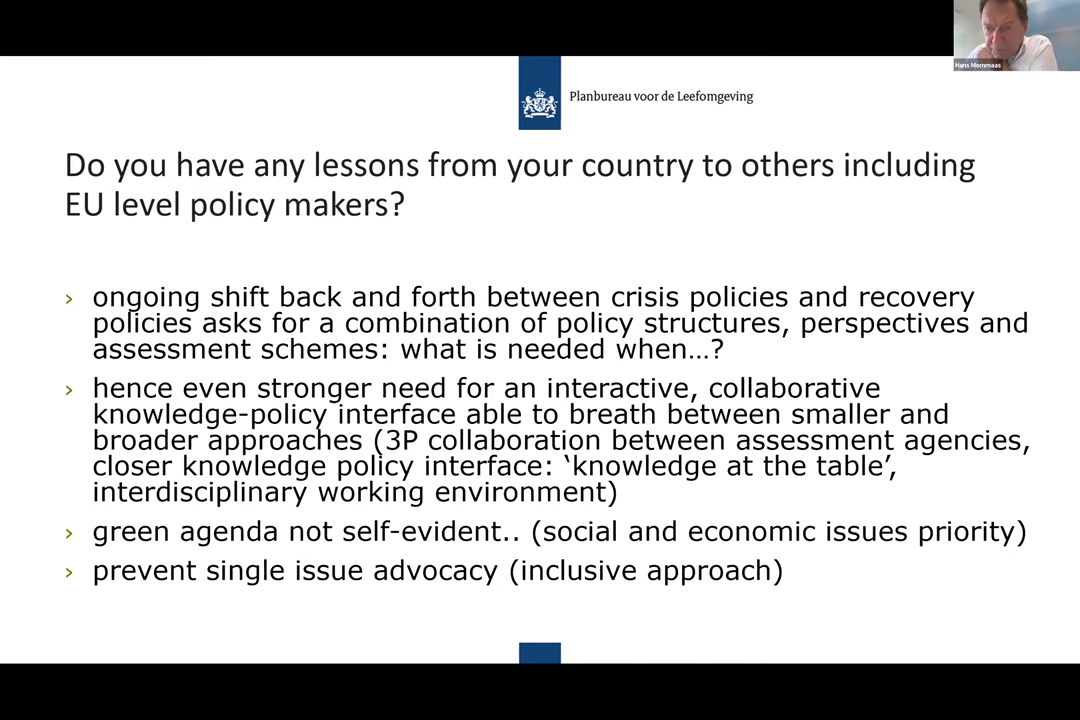 Hans Mommaas
Planbureau voor de Leefomgeving
Do you have any lessons from your country to others including
EU level policy makers?
› ongoing shift back and forth between crisis policies and recovery
policies asks for a combination of policy structures, perspectives and
assessment schemes: what is needed when…?
› hence even stronger need for an interactive, collaborative
knowledge-policy interface able to breath between smaller and
broader approaches (3P collaboration between assessment agencies,
closer knowledge policy interface: ‘knowledge at the table’,
interdisciplinary working environment)
› green agenda not self-evident.. (social and economic issues priority)
› prevent single issue advocacy (inclusive approach)